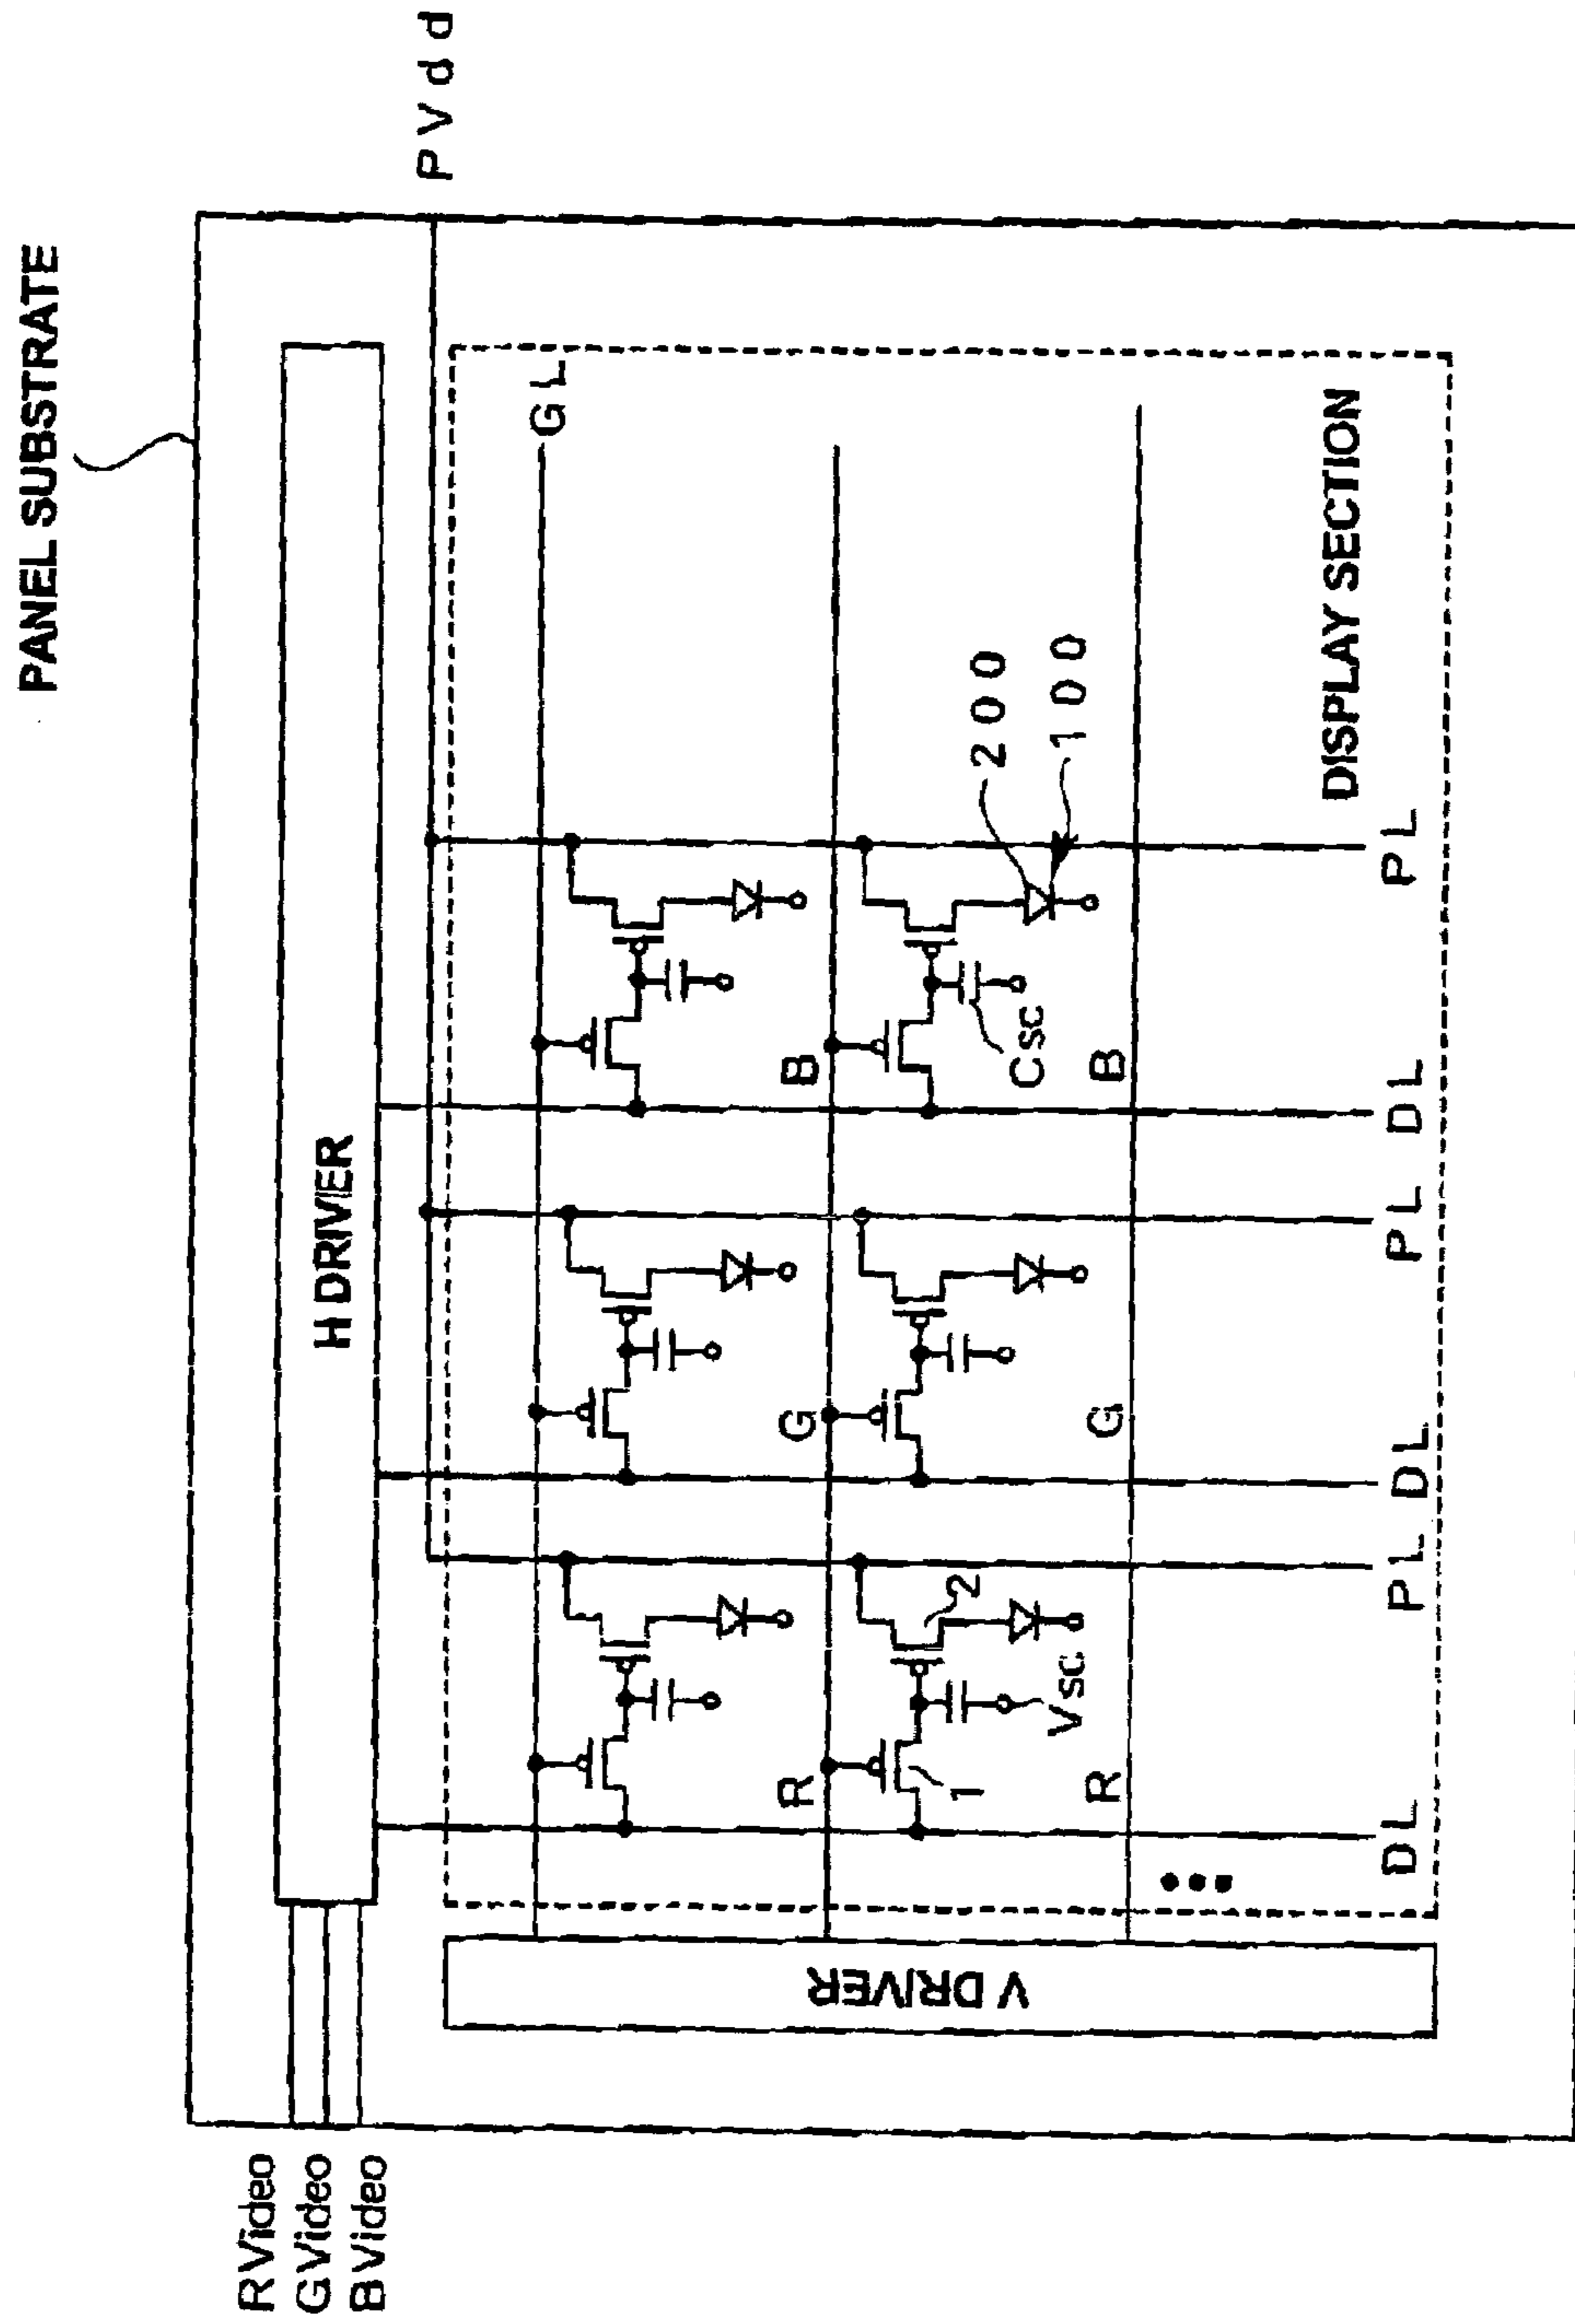 PANEL SUBSTRATE
PVdd
RVideo
GVideo
BVideo
H DRIVER
V DRIVER
GL
R
G
B
1
2
Vsc
Csc
200
100
R
G
B
DISPLAY SECTION
DL
PL
DL
PL
DL
PL